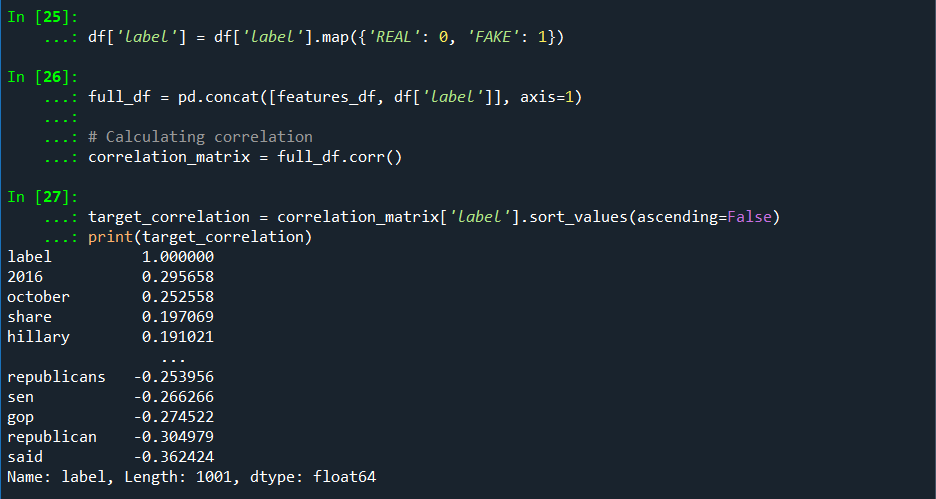 In [25]:
   ...: df['label'] = df['label'].map({'REAL': 0, 'FAKE': 1})
In [26]:
   ...: full_df = pd.concat([features_df, df['label']], axis=1)
   ...:
   ...: # Calculating correlation
   ...: correlation_matrix = full_df.corr()
In [27]:
   ...: target_correlation = correlation_matrix['label'].sort_values(ascending=False)
   ...: print(target_correlation)
label          1.000000
2016           0.295658
october        0.252558
share          0.197069
hillary        0.191021
                 ...
republicans   -0.253956
sen           -0.266266
gop           -0.274522
republican    -0.304979
said          -0.362424
Name: label, Length: 1001, dtype: float64